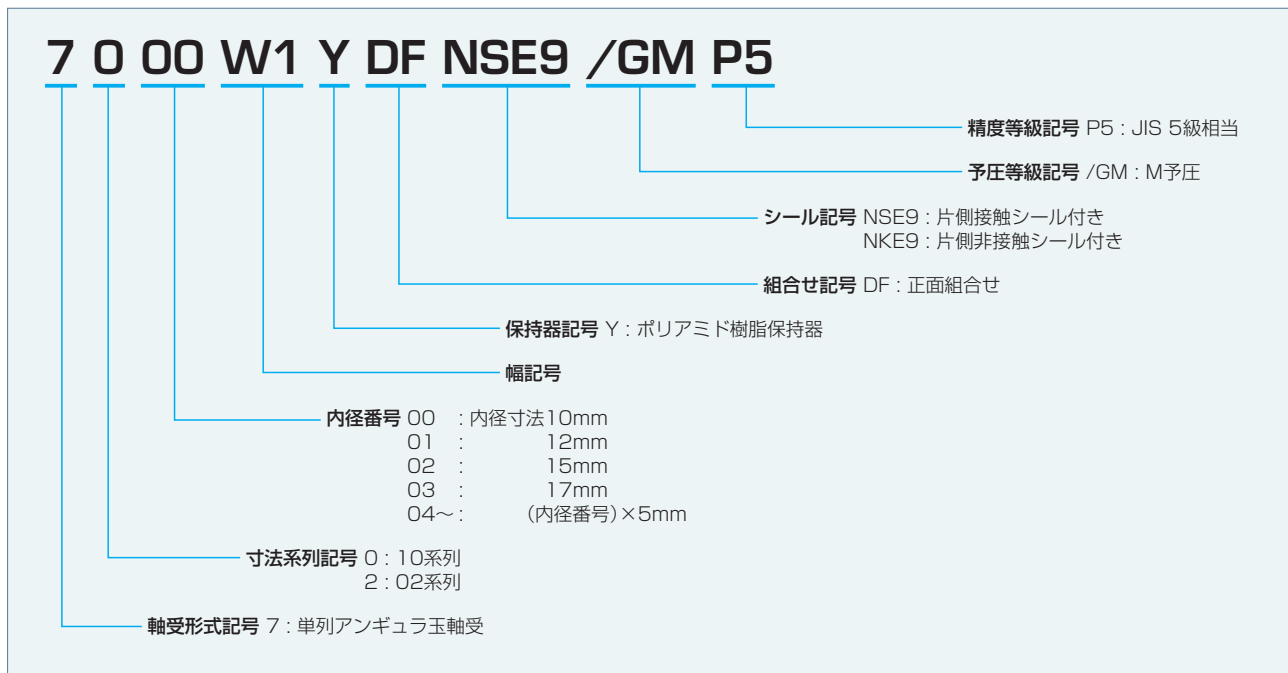 7 0 00 W1 Y DF NSE9 /GM P5
精度等級記号 P5 : JIS 5級相当
予圧等級記号 /GM : M予圧
シール記号 NSE9 : 片側接触シール付き
NKE9 : 片側非接触シール付き
組合せ記号 DF : 正面組合せ
保持器記号 Y : ポリアミド樹脂保持器
幅記号
内径番号 00 : 内径寸法10mm
01 : 12mm
02 : 15mm
03 : 17mm
04〜 : (内径番号)×5mm
寸法系列記号 0 : 10系列
2 : 02系列
軸受形式記号 7 : 単列アンギュラ玉軸受